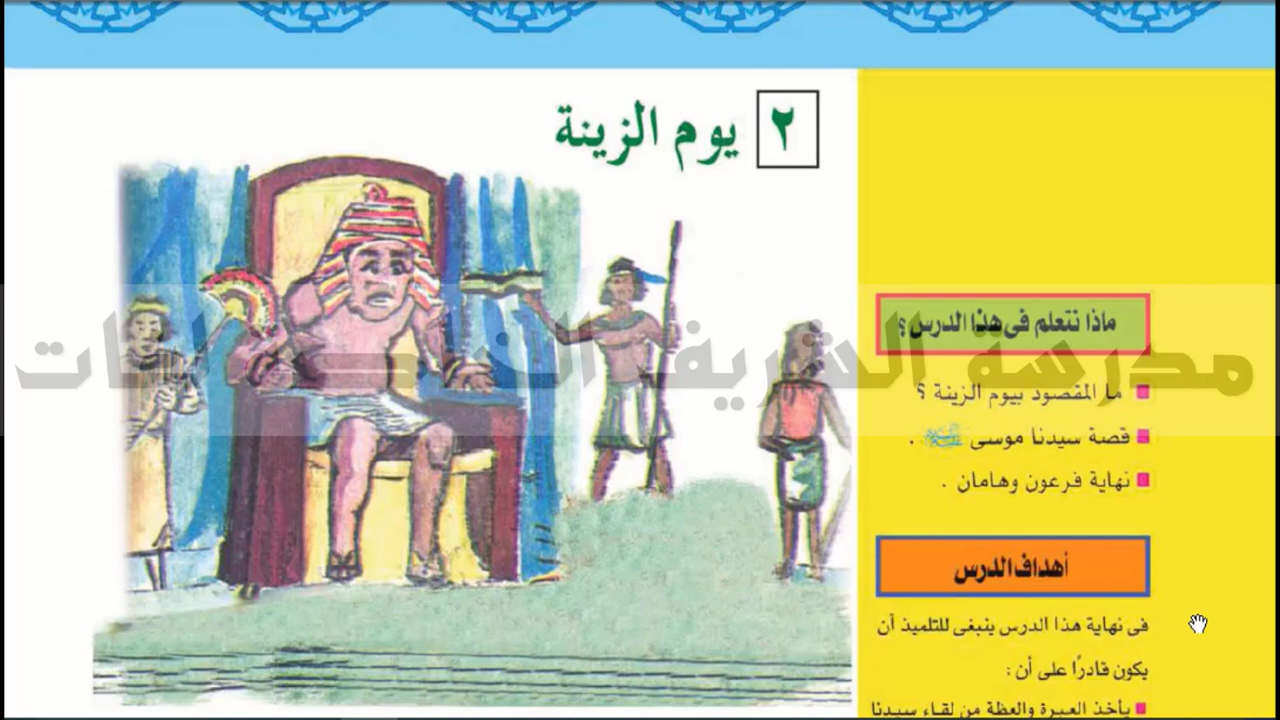 ٢ يوم الزينة
ماذا نتعلم فى هذا الدرس ؟
ما المقصود بيوم الزينة ؟
قصة سيدنا موسى .
نهاية فرعون وهامان .
أهداف الدرس
فى نهاية هذا الدرس ينبغى للتلميذ أن
يكون قادرًا على أن :
يأخذ العبرة والعظة من لقاء سيدنا
مدرسة الشريف الخاصة لغات